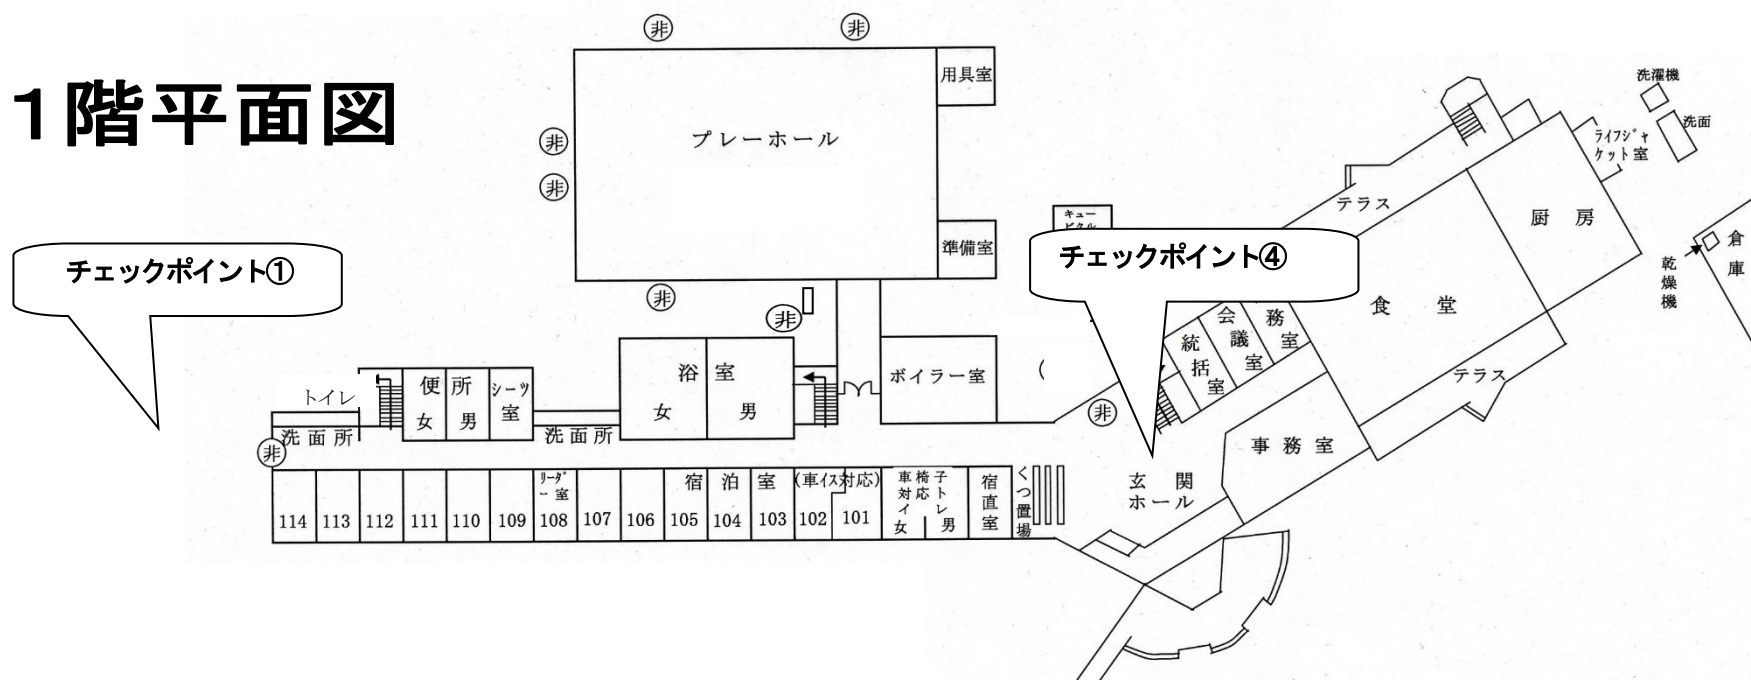 1階平面図
非
非
用具室
プレーホール
非
非
準備室
非
非
洗濯機
洗面
ライフジャ
ケット室
テラス
厨房
キュー
ビクル
倉庫
乾燥機
チェックポイント①
チェックポイント④
食堂
務室
会議室
統括室
テラス
浴室
女 男
ボイラー室
トイレ
便所
女 男
シーツ室
洗面所
洗面所
非
非
事務室
玄関
ホール
リーダー室
宿泊室
(車イス対応)
車椅子
対応ト
イレ
女 男
宿直室
くつ置場
114 113 112 111 110 109 108 107 106 105 104 103 102 101